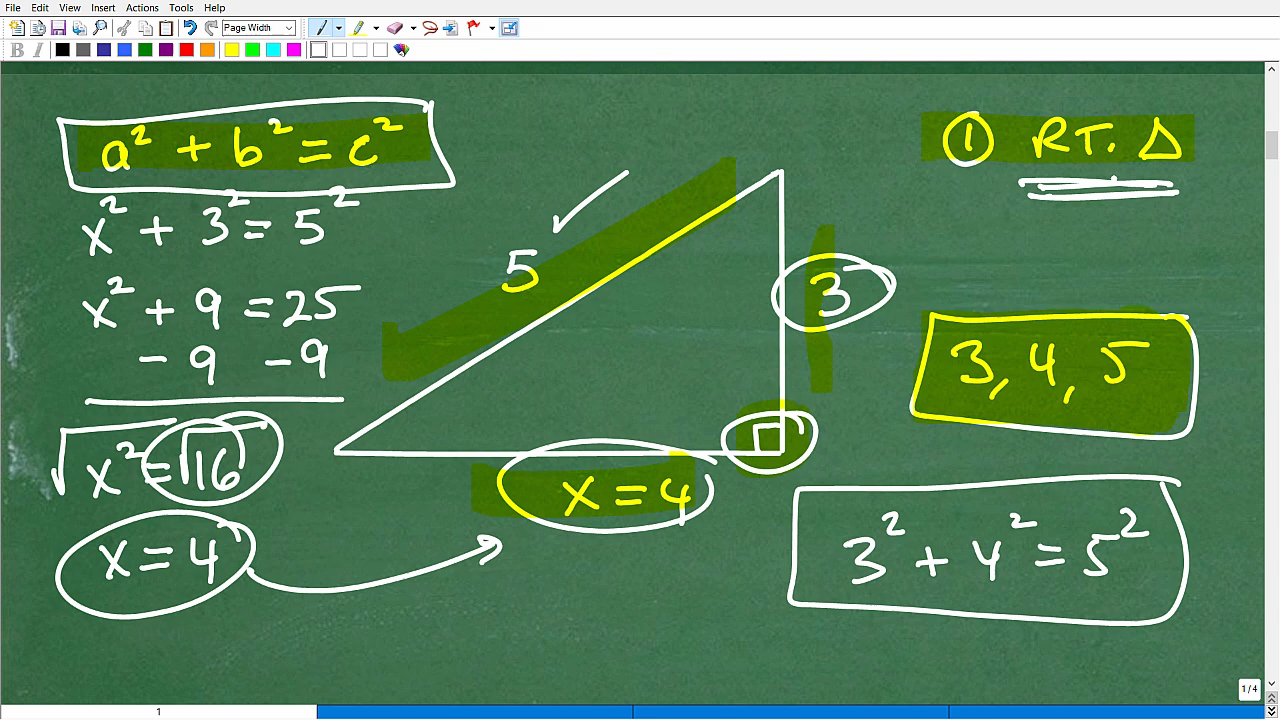 File Edit View Insert Actions Tools Help
Page Width
B I
a² + b² = c²
x² + 3² = 5²
x² + 9 = 25
- 9 - 9
√x² = √16
x = 4
5
3
x = 4
① RT. Δ
3, 4, 5
3² + 4² = 5²
1/4
1